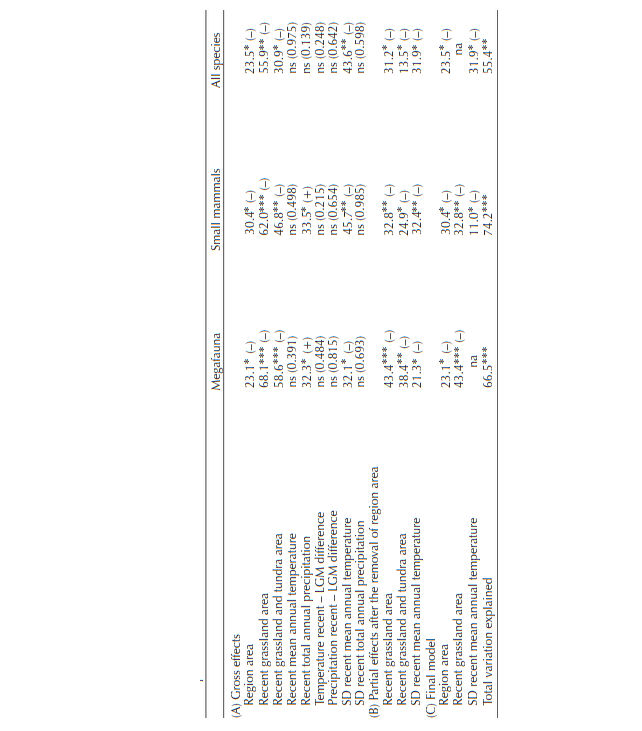 Megafauna Small mammals All species
(A) Gross effects
Region area 23.1* (–) 30.4* (–) 23.5* (–)
Recent grassland area 68.1*** (–) 62.0*** (–) 55.9** (–)
Recent grassland and tundra area 58.6*** (–) 46.8** (–) 30.9* (–)
Recent mean annual temperature ns (0.391) ns (0.498) ns (0.975)
Recent total annual precipitation 32.3* (+) 33.5* (+) ns (0.139)
Temperature recent – LGM difference ns (0.484) ns (0.215) ns (0.248)
Precipitation recent – LGM difference ns (0.815) ns (0.654) ns (0.642)
SD recent mean annual temperature 32.1* (–) 45.7** (–) 43.6** (–)
SD recent total annual precipitation ns (0.693) ns (0.985) ns (0.598)
(B) Partial effects after the removal of region area
Recent grassland area 43.4*** (–) 32.8** (–) 31.2* (–)
Recent grassland and tundra area 38.4** (–) 24.9* (–) 13.5* (–)
SD recent mean annual temperature 21.3* (–) 32.4** (–) 31.9* (–)
(C) Final model
Region area 23.1* (–) 30.4* (–) 23.5* (–)
Recent grassland area 43.4*** (–) 32.8** (–) na
SD recent mean annual temperature na 11.0* (–) 31.9* (–)
Total variation explained 66.5*** 74.2*** 55.4**